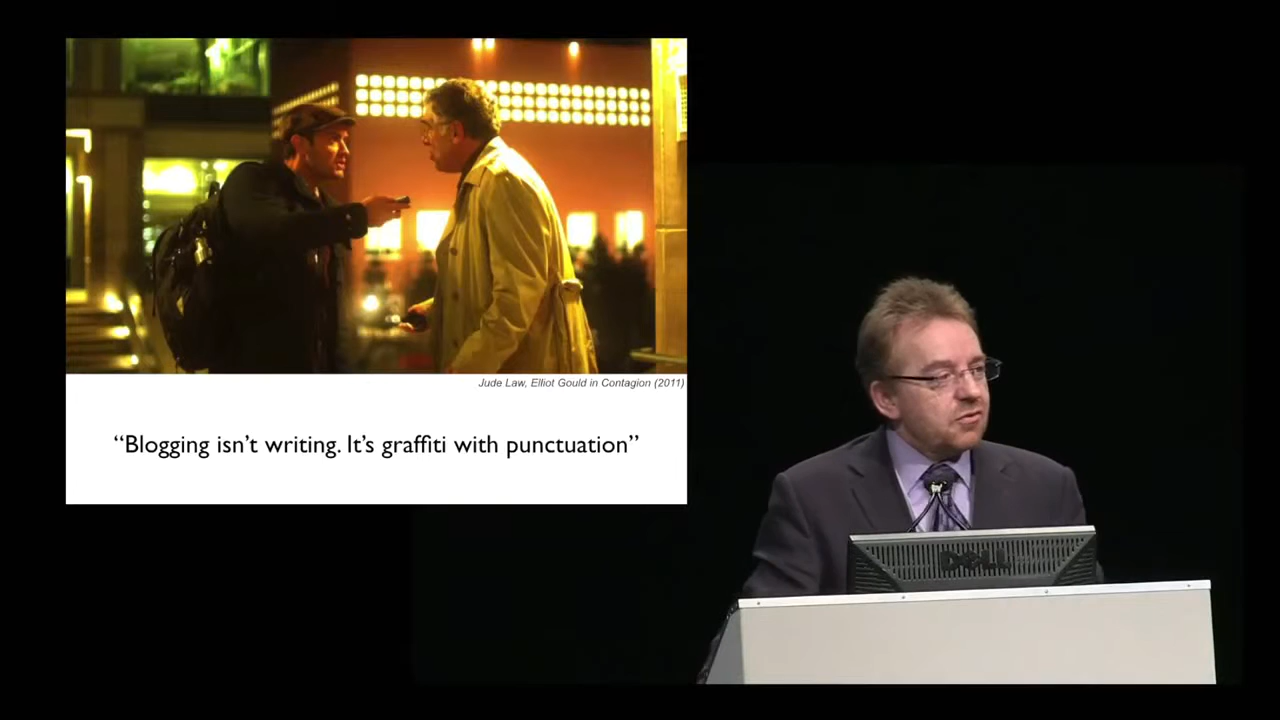 Jude Law, Elliot Gould in Contagion (2011)
“Blogging isn’t writing. It’s graffiti with punctuation”
DELL